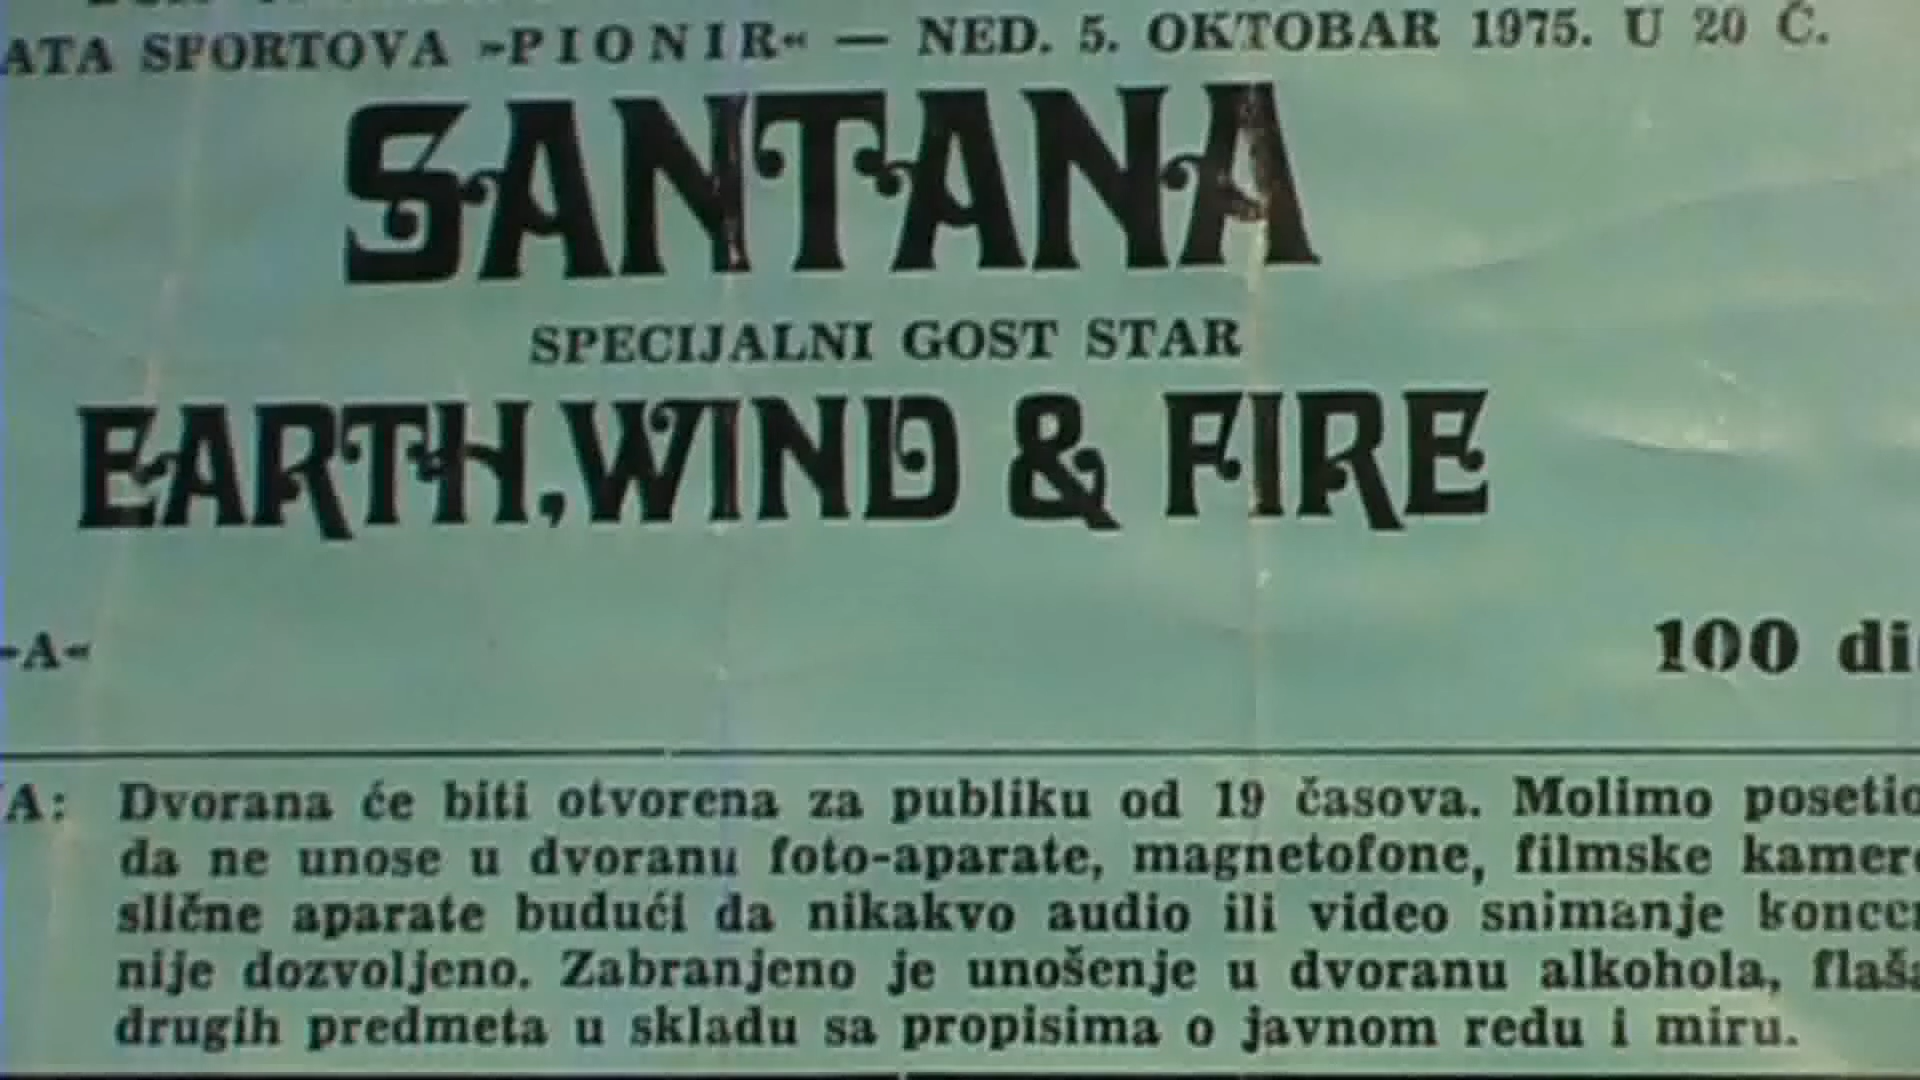 ATA SPORTOVA »PIONIR« — NED. 5. OKTOBAR 1975. U 20 Č.
SANTANA
SPECIJALNI GOST STAR
EARTH, WIND & FIRE
»A« 100 di
A: Dvorana će biti otvorena za publiku od 19 časova. Molimo posetio
da ne unose u dvoranu foto-aparate, magnetofone, filmske kamere
slične aparate budući da nikakvo audio ili video snimanje koncer
nije dozvoljeno. Zabranjeno je unošenje u dvoranu alkohola, flaša
drugih predmeta u skladu sa propisima o javnom redu i miru.